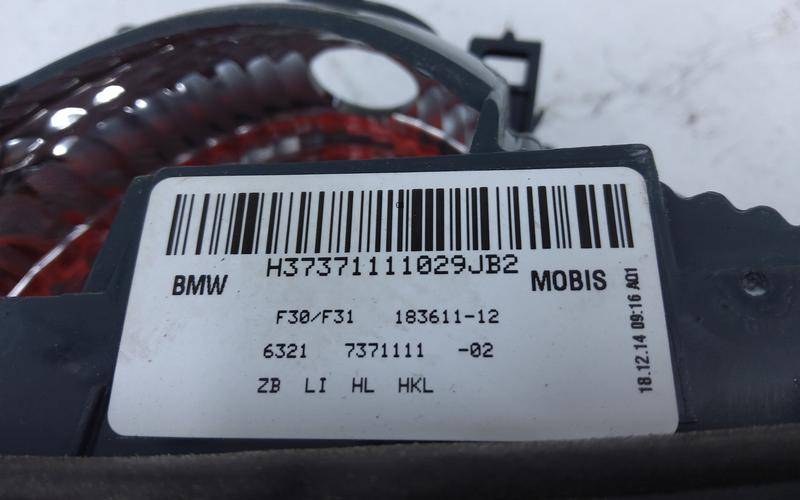 H37371111029JB2
BMW MOBIS
F30/F31 183611-12
6321 7371111 -02
ZB LI HL HKL
18.12.14 09:16 A01